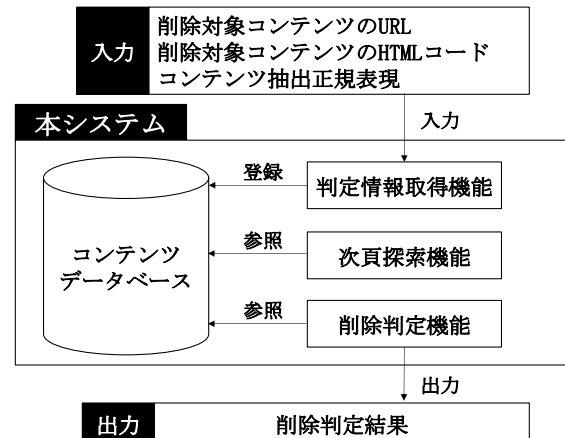 入力
削除対象コンテンツのURL
削除対象コンテンツのHTMLコード
コンテンツ抽出正規表現
入力
本システム
コンテンツ
データベース
登録
判定情報取得機能
参照
次頁探索機能
参照
削除判定機能
出力
出力
削除判定結果